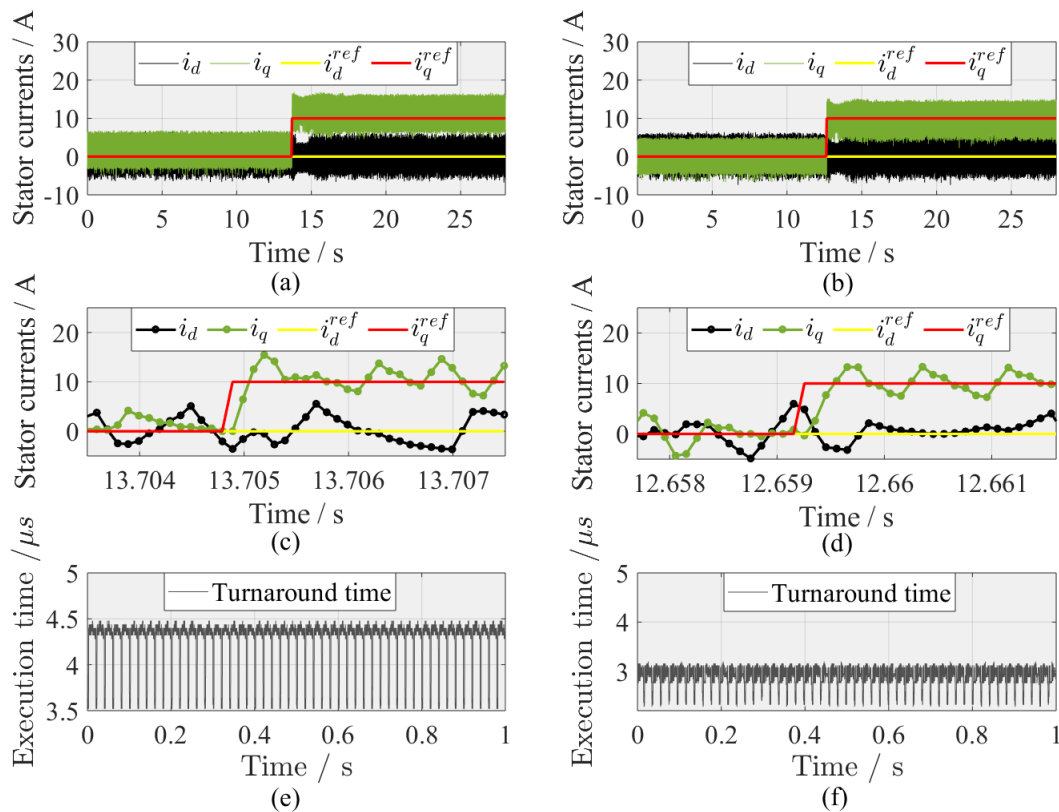 Stator currents / A
30
20
10
0
-10
i_d i_q i_d^{ref} i_q^{ref}
0 5 10 15 20 25
Time / s
(a)
Stator currents / A
30
20
10
0
-10
i_d i_q i_d^{ref} i_q^{ref}
0 5 10 15 20 25
Time / s
(b)
Stator currents / A
20
10
0
i_d i_q i_d^{ref} i_q^{ref}
13.704 13.705 13.706 13.707
Time / s
(c)
Stator currents / A
20
10
0
i_d i_q i_d^{ref} i_q^{ref}
12.658 12.659 12.66 12.661
Time / s
(d)
Execution time / μs
5
4.5
4
3.5
Turnaround time
0 0.2 0.4 0.6 0.8 1
Time / s
(e)
Execution time / μs
5
4
3
Turnaround time
0 0.2 0.4 0.6 0.8 1
Time / s
(f)